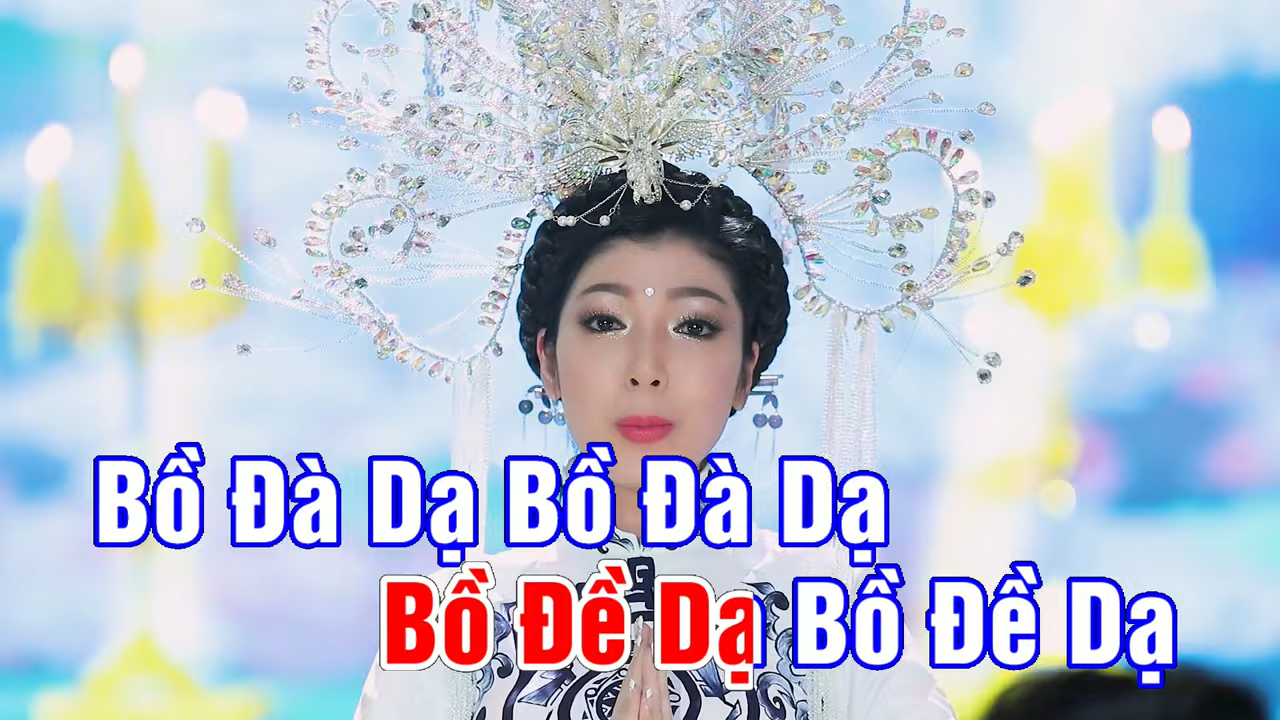 Bồ Đà Dạ Bồ Đà Dạ
Bồ Đề Dạ Bồ Đề Dạ